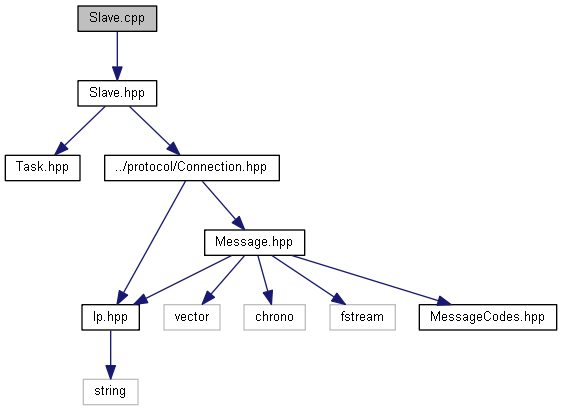 Slave.cpp
Slave.hpp
Task.hpp
../protocol/Connection.hpp
Message.hpp
Ip.hpp
vector
chrono
fstream
MessageCodes.hpp
string